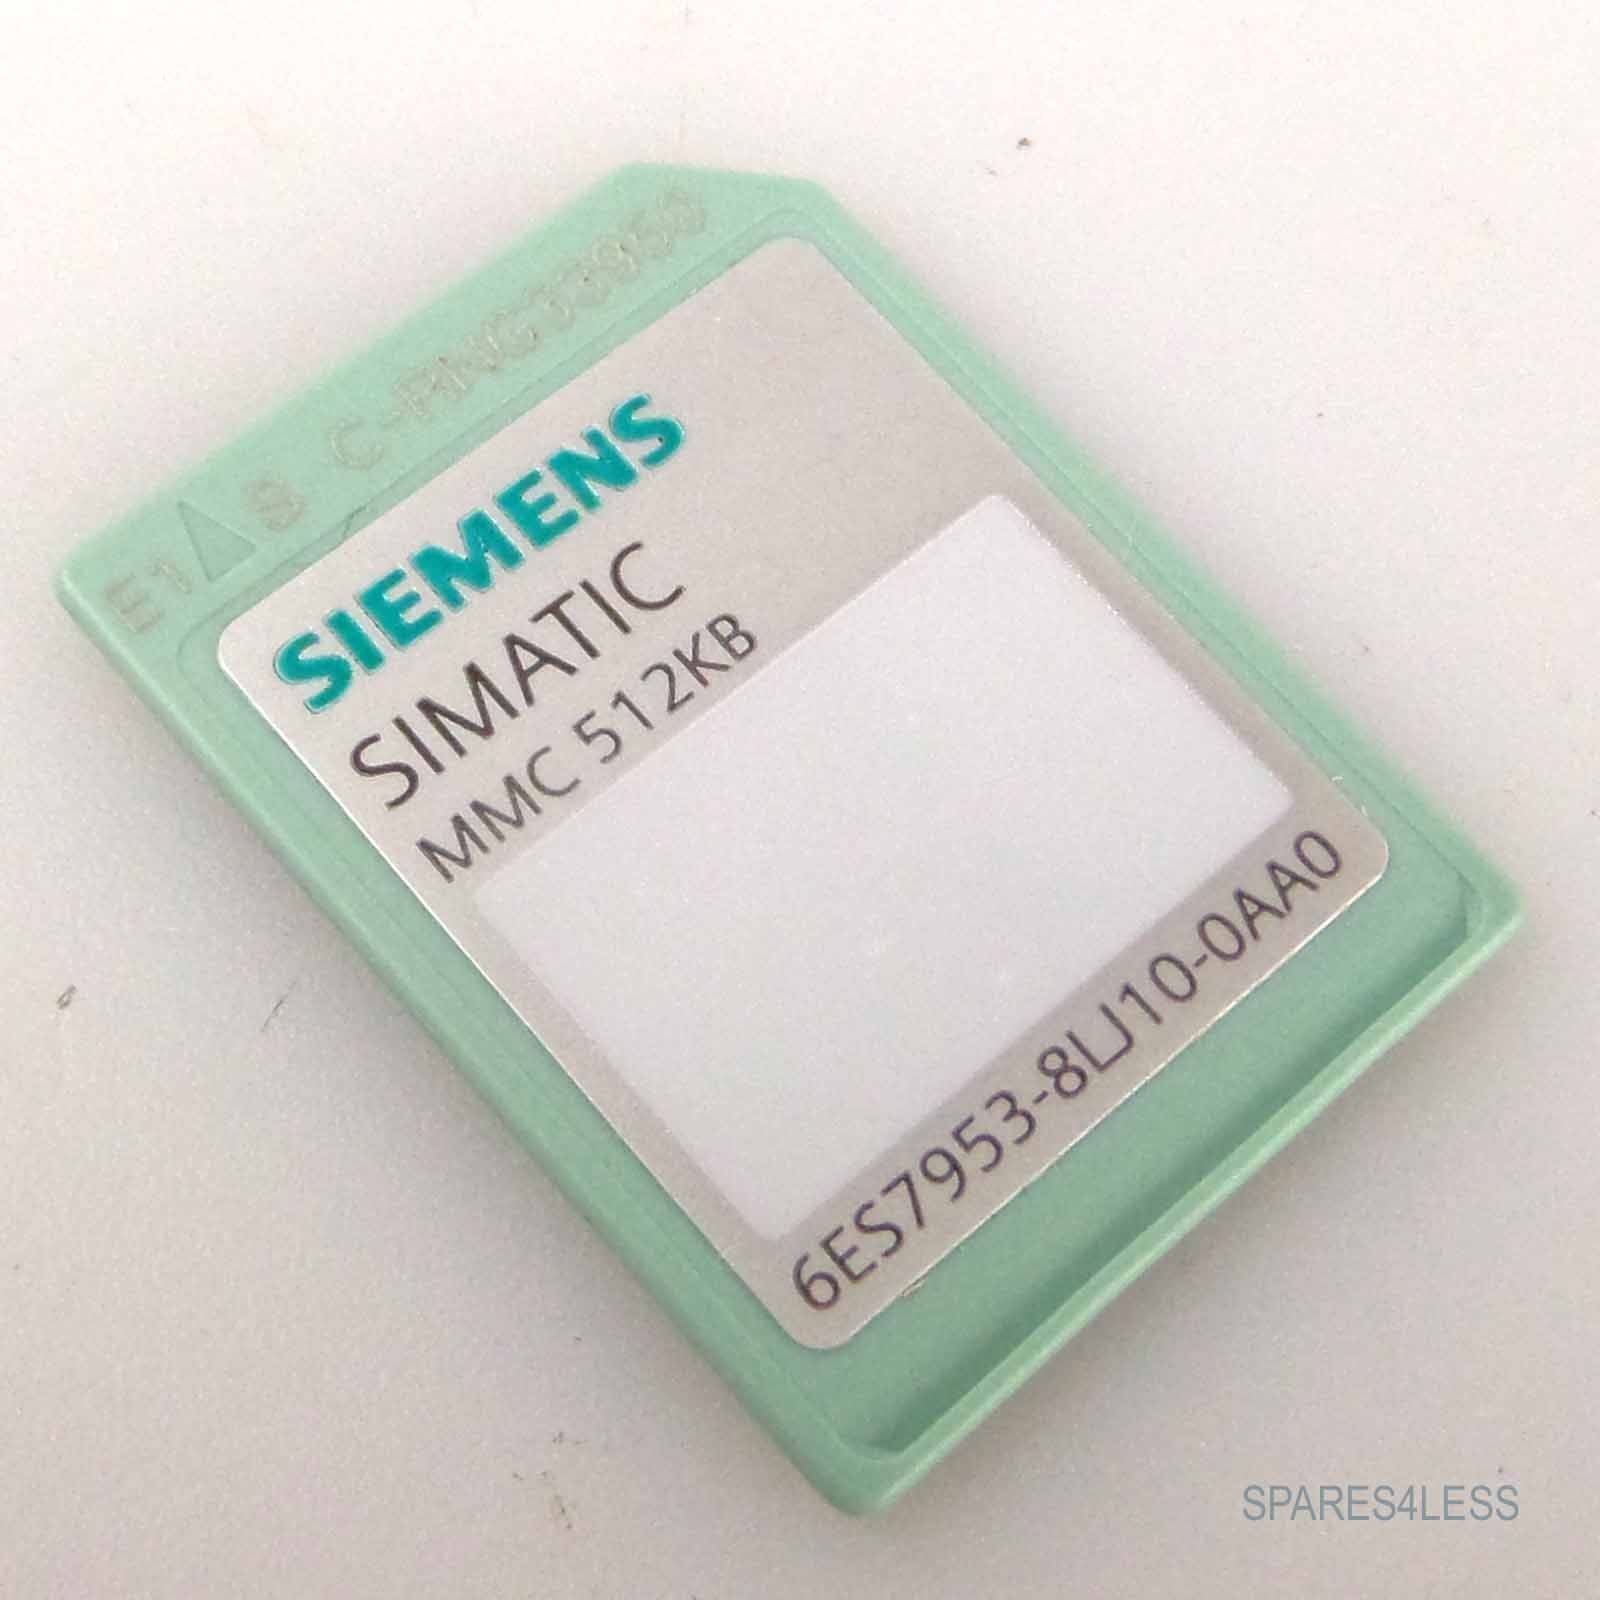 E1 S C-
SIEMENS
SIMATIC
MMC 512KB
6ES7953-8LJ10-0AA0
SPARES4LESS